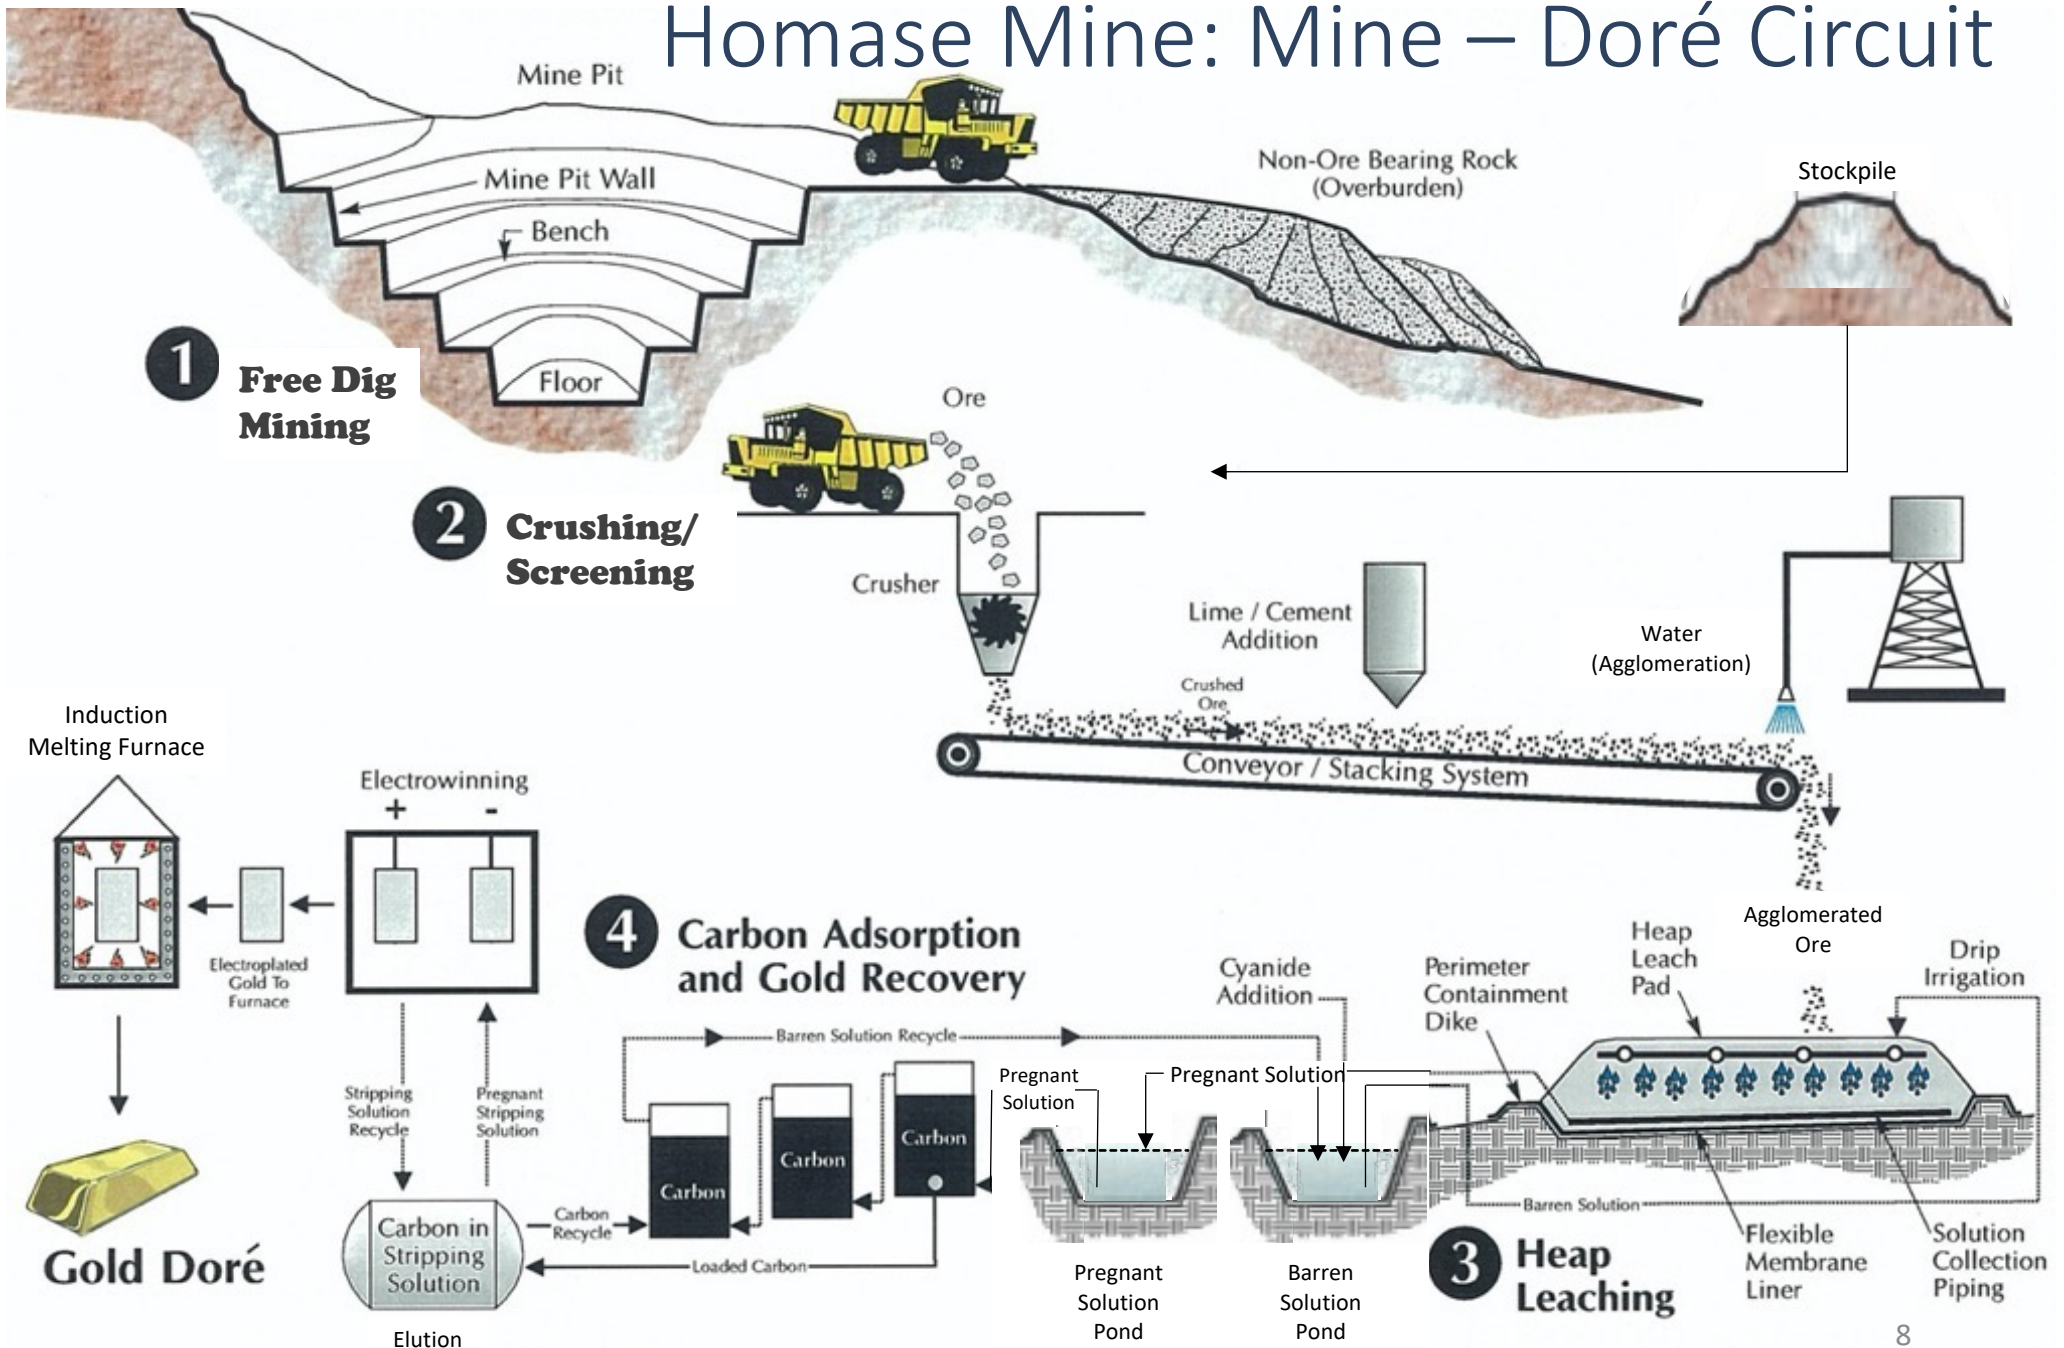 Homase Mine: Mine – Doré Circuit
Mine Pit
Mine Pit Wall
Bench
Floor
Non-Ore Bearing Rock
(Overburden)
Stockpile
1
Free Dig
Mining
Ore
2
Crushing/
Screening
Crusher
Lime / Cement
Addition
Water
(Agglomeration)
Crushed
Ore
Conveyor / Stacking System
Induction
Melting Furnace
Electrowinning
+ -
Electroplated
Gold To
Furnace
4
Carbon Adsorption
and Gold Recovery
Agglomerated
Ore
Cyanide
Addition
Perimeter
Containment
Dike
Heap
Leach
Pad
Drip
Irrigation
Barren Solution Recycle
Pregnant
Solution
Pregnant Solution
Stripping
Solution
Recycle
Pregnant
Stripping
Solution
Carbon
Carbon
Carbon
Barren Solution
Carbon
Recycle
Loaded Carbon
Carbon in
Stripping
Solution
Elution
Gold Doré
Pregnant
Solution
Pond
Barren
Solution
Pond
3
Heap
Leaching
Flexible
Membrane
Liner
Solution
Collection
Piping
8